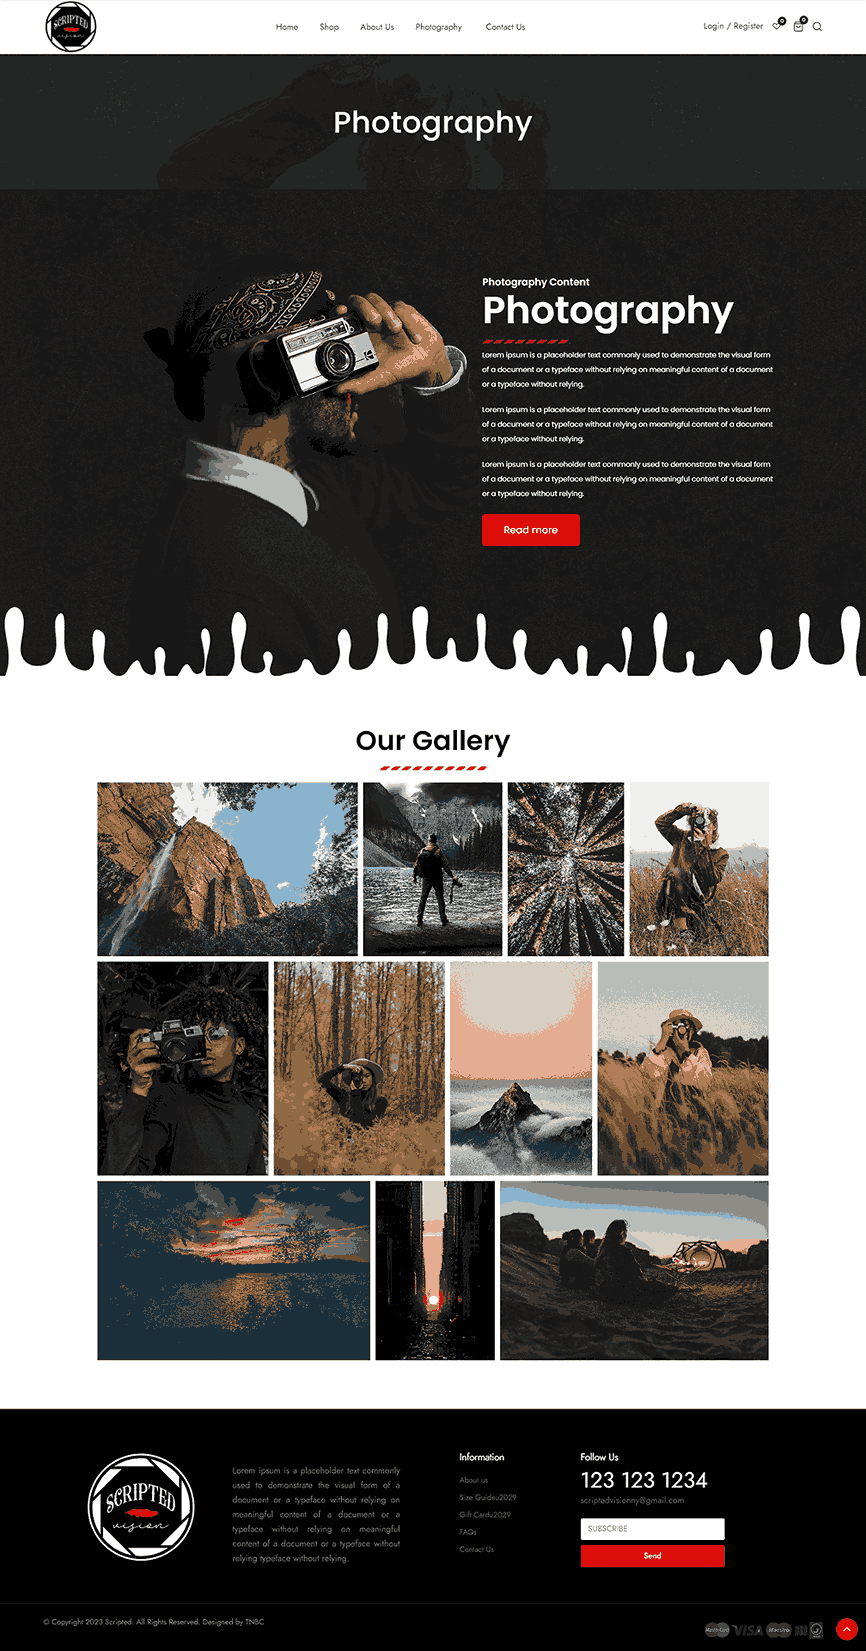 SCRIPTED
vision
Home
Shop
About Us
Photography
Contact Us
Login / Register
0
0
Photography
Photography Content
Photography
Lorem ipsum is a placeholder text commonly used to demonstrate the visual form
of a document or a typeface without relying on meaningful content of a document
or a typeface without relying.
Lorem ipsum is a placeholder text commonly used to demonstrate the visual form
of a document or a typeface without relying on meaningful content of a document
or a typeface without relying.
Lorem ipsum is a placeholder text commonly used to demonstrate the visual form
of a document or a typeface without relying on meaningful content of a document
or a typeface without relying.
Read more
Our Gallery
SCRIPTED
vision
Lorem ipsum is a placeholder text commonly
used to demonstrate the visual form of a
document or a typeface without relying on
meaningful content of a document or a
typeface without relying on meaningful
content of a document or a typeface without
relying typeface without relying.
Information
About us
Size Guideu2029
Gift Cardu2029
FAQs
Contact Us
Follow Us
123 123 1234
scriptedvisionny@gmail.com
SUBSCRIBE
Send
© Copyright 2023 Scripted. All Rights Reserved. Designed by TNBC
MasterCard
VISA
Maestro